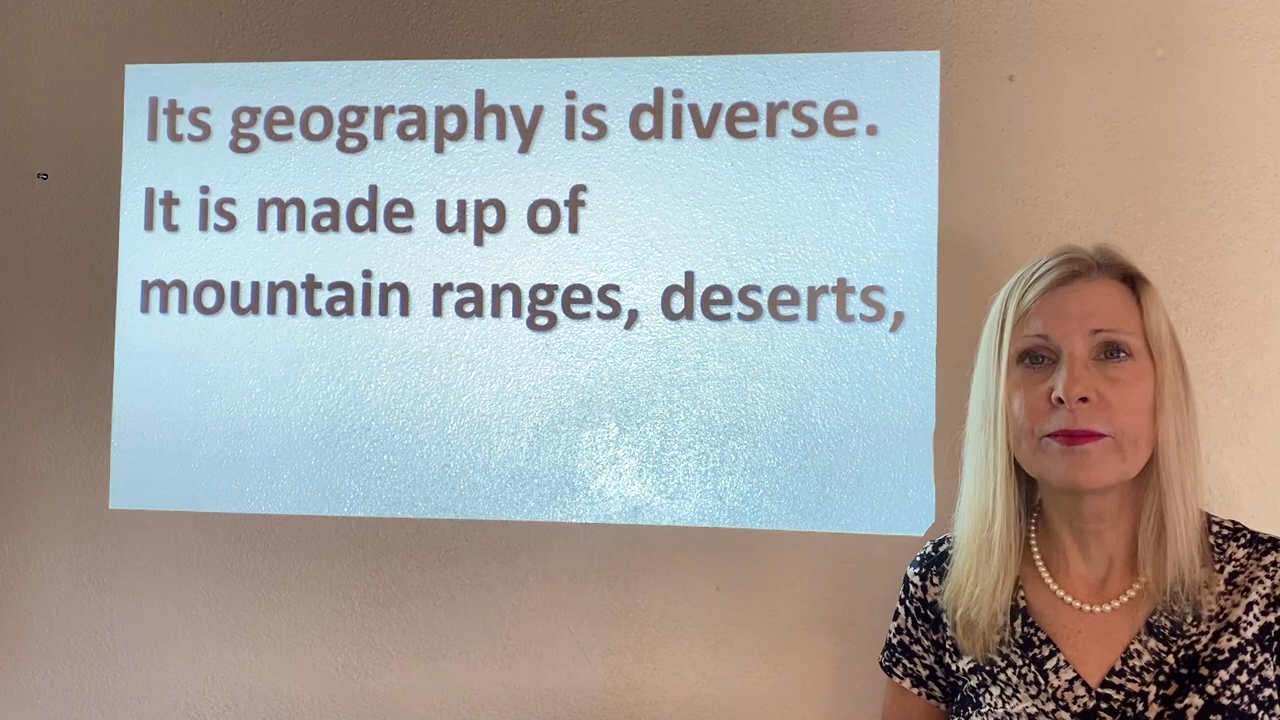 Its geography is diverse.
It is made up of
mountain ranges, deserts,